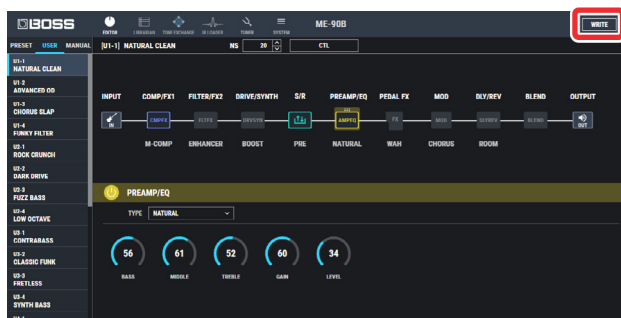 BOSS
EDITOR LIBRARIAN TONE EXCHANGE IR LOADER TUNER SYSTEM
ME-90B
WRITE
PRESET USER MANUAL
[U1-1] NATURAL CLEAN NS 20 CTL
U1-1
NATURAL CLEAN
U1-2
ADVANCED OD
U1-3
CHORUS SLAP
U1-4
FUNKY FILTER
U2-1
ROCK CRUNCH
U2-2
DARK DRIVE
U2-3
FUZZ BASS
U2-4
LOW OCTAVE
U3-1
CONTRABASS
U3-2
CLASSIC FUNK
U3-3
FRETLESS
U3-4
SYNTH BASS
INPUT COMP/FX1 FILTER/FX2 DRIVE/SYNTH S/R PREAMP/EQ PEDAL FX MOD DLY/REV BLEND OUTPUT
IN CMPFX FLTFX DRVSYN AMPEQ FX MOD DLYREV BLEND OUT
M-COMP ENHANCER BOOST PRE NATURAL WAH CHORUS ROOM
PREAMP/EQ
TYPE NATURAL
56 61 52 60 34
BASS MIDDLE TREBLE GAIN LEVEL